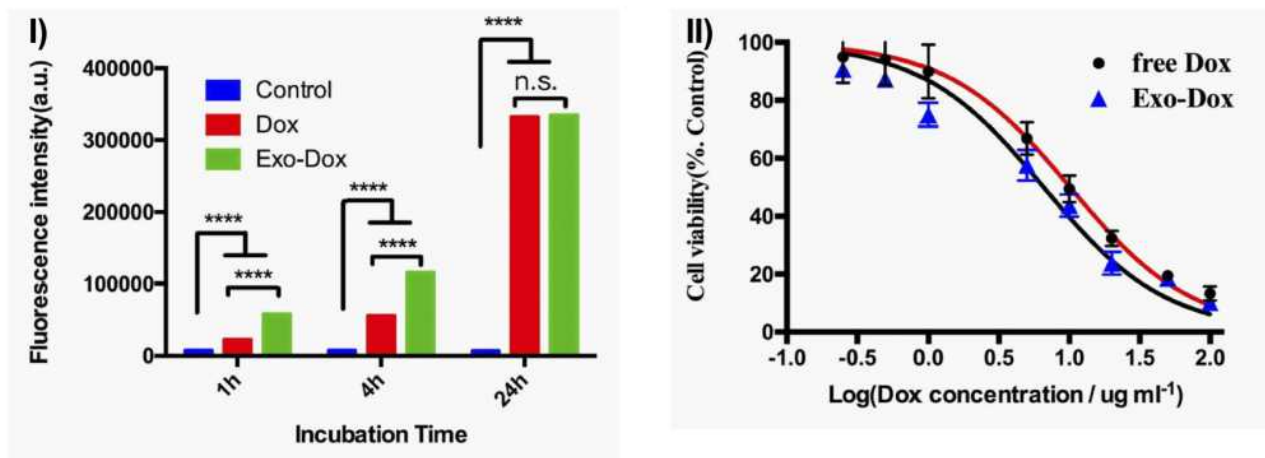 I)
Fluorescence intensity(a.u.)
400000
300000
200000
100000
0
Control
Dox
Exo-Dox
****
****
****
****
****
n.s.
1h
4h
24h
Incubation Time
II)
Cell viability(%. Control)
100
80
60
40
20
0
free Dox
Exo-Dox
-1.0
-0.5
0.0
0.5
1.0
1.5
2.0
Log(Dox concentration / ug ml⁻¹)